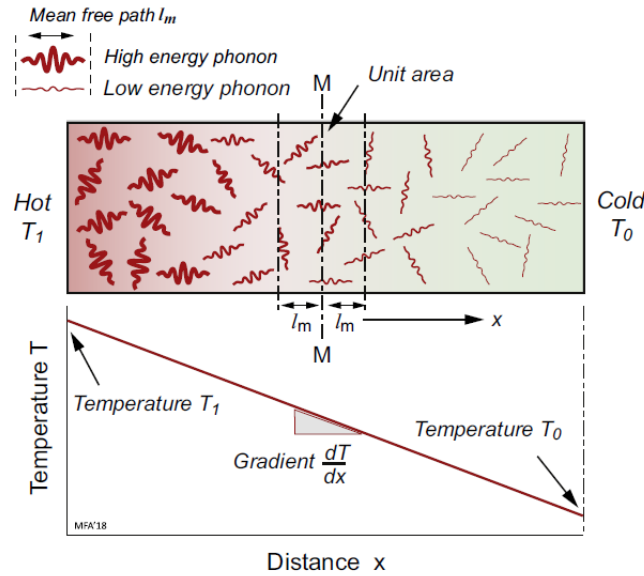 Mean free path lm
High energy phonon
Low energy phonon
M
Unit area
Hot
T1
Cold
T0
lm
lm
x
M
Temperature T
Temperature T1
Temperature T0
Gradient dT
dx
MFA'18
Distance x